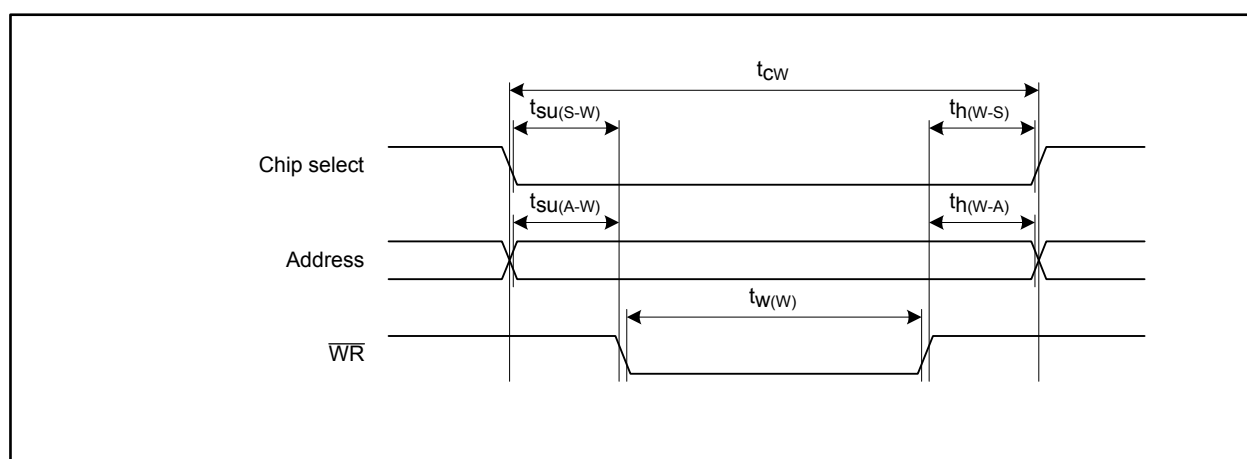 tCW
tsu(S-W) th(W-S)
Chip select
tsu(A-W) th(W-A)
Address
tW(W)
WR